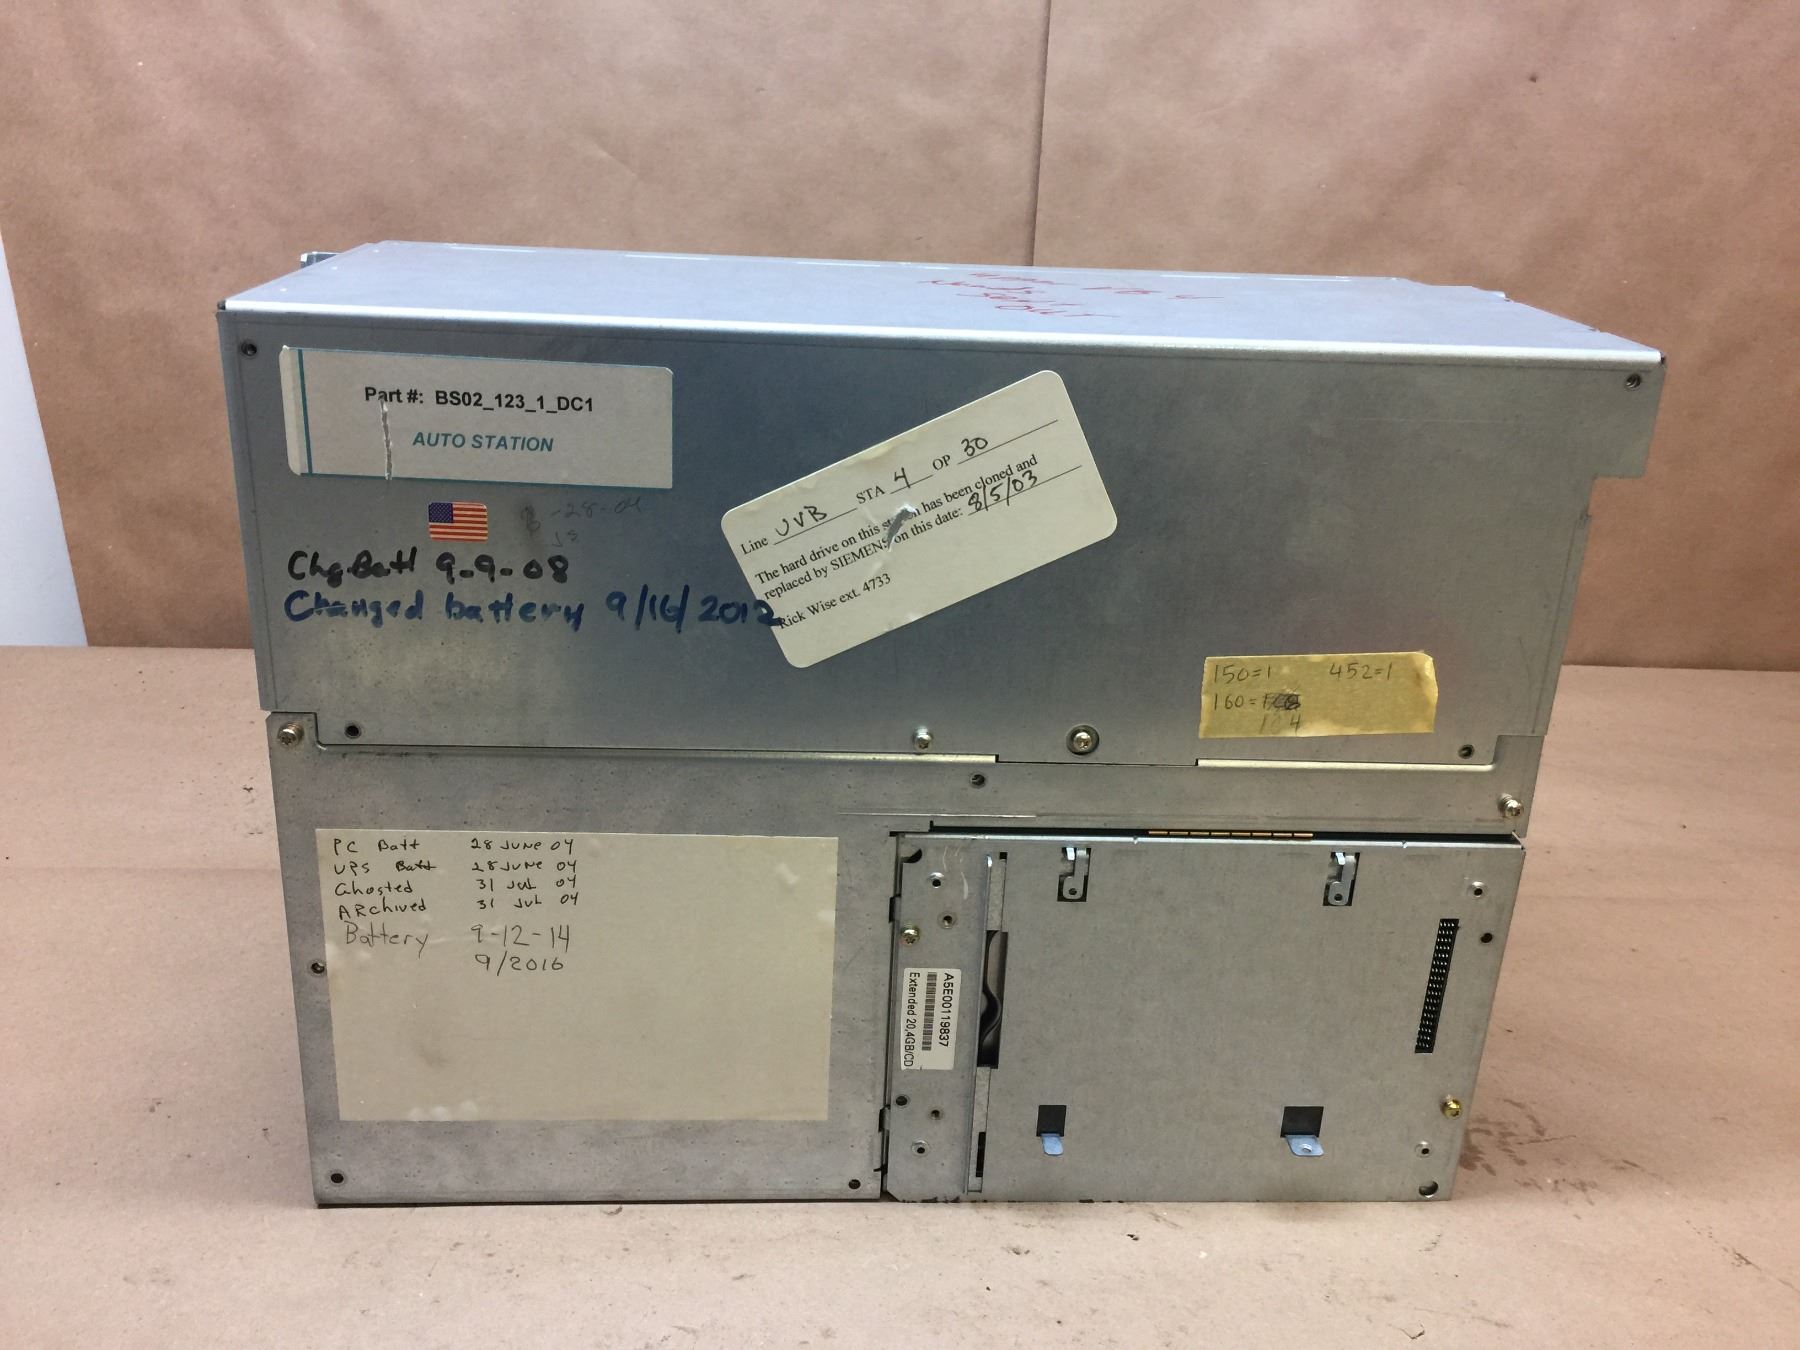 Part #: BS02_123_1_DC1
AUTO STATION
-28-04
JS
Chg Batt 9-9-08
Changed battery 9/16/2012
Line UVB STA 4 OP 30
The hard drive on this station has been cloned and
replaced by SIEMENS on this date: 8/5/03
Rick Wise ext. 4733
150=1 452=1
160=
PC Batt 28 JUNE 04
UPS Batt 28 JUNE 04
Ghosted 31 JUL 04
ARchived 31 JUL 04
Battery 9-12-14
9/2016
A5E00119837
Extended 20,4GB/CD